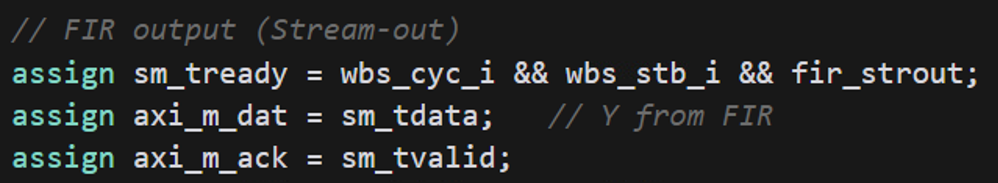 // FIR output (Stream-out)
assign sm_tready = wbs_cyc_i && wbs_stb_i && fir_strout;
assign axi_m_dat = sm_tdata;   // Y from FIR
assign axi_m_ack = sm_tvalid;